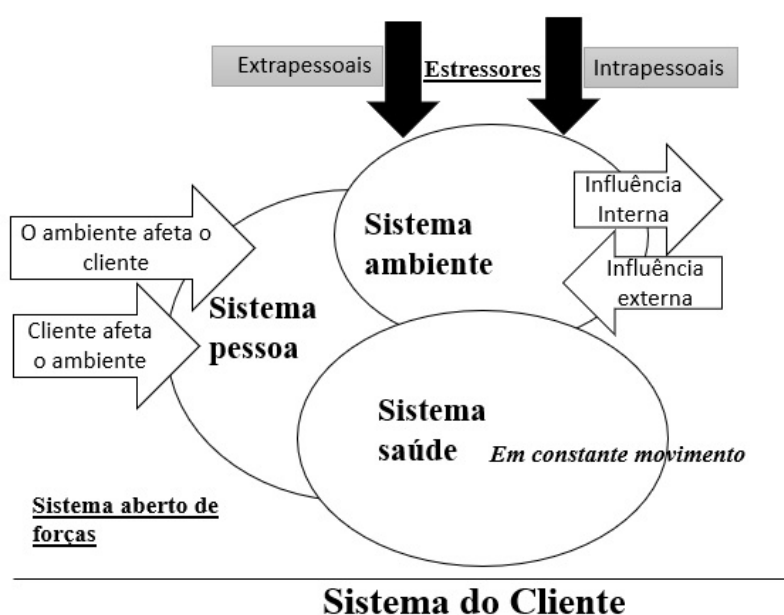 Extrapessoais
Estressores
Intrapessoais
Influência
Interna
O ambiente afeta o
cliente
Sistema
ambiente
Influência
externa
Sistema
pessoa
Cliente afeta
o ambiente
Sistema
saúde
Em constante movimento
Sistema aberto de
forças
Sistema do Cliente